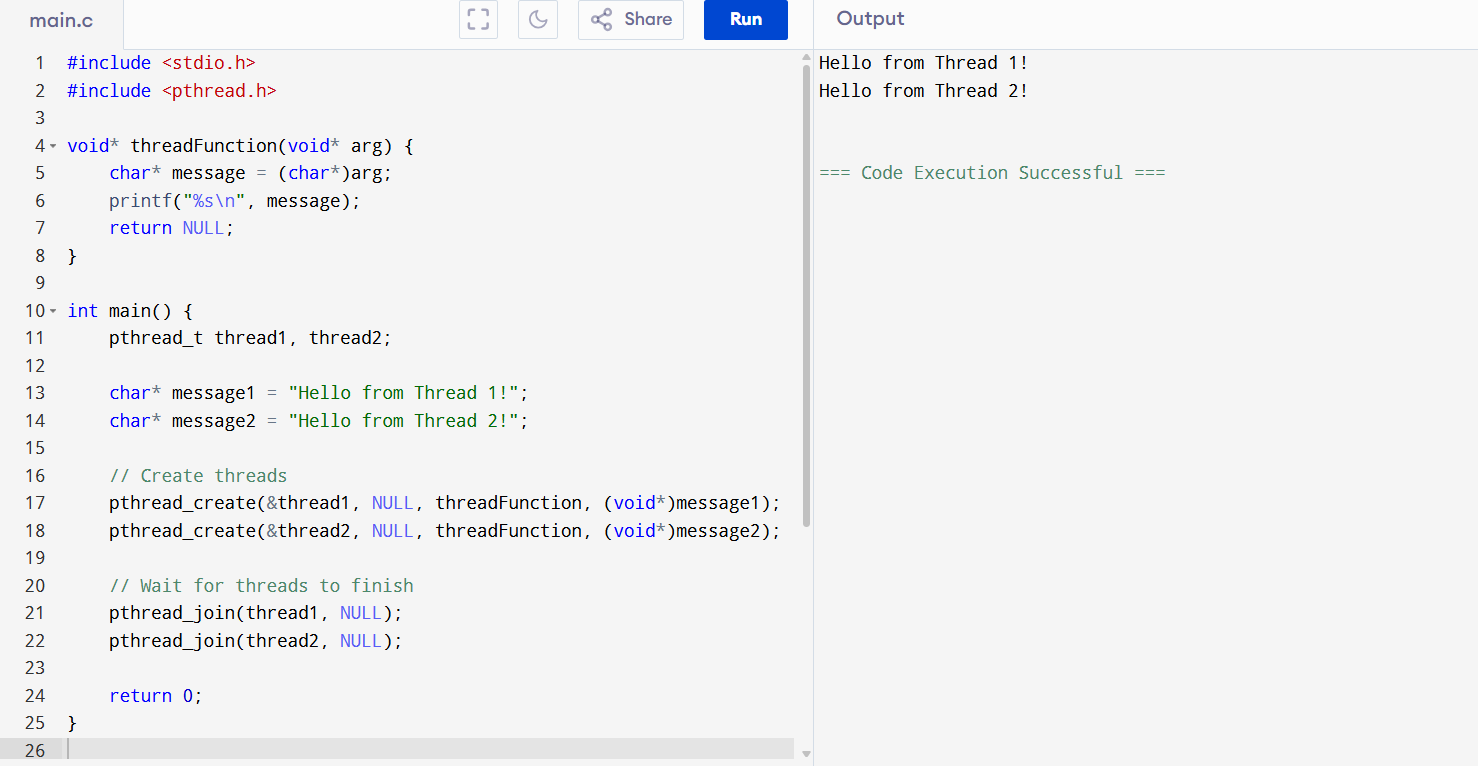 main.c
Share
Run
Output
1 #include <stdio.h>
2 #include <pthread.h>
3
4 void* threadFunction(void* arg) {
5     char* message = (char*)arg;
6     printf("%s\n", message);
7     return NULL;
8 }
9
10 int main() {
11     pthread_t thread1, thread2;
12
13     char* message1 = "Hello from Thread 1!";
14     char* message2 = "Hello from Thread 2!";
15
16     // Create threads
17     pthread_create(&thread1, NULL, threadFunction, (void*)message1);
18     pthread_create(&thread2, NULL, threadFunction, (void*)message2);
19
20     // Wait for threads to finish
21     pthread_join(thread1, NULL);
22     pthread_join(thread2, NULL);
23
24     return 0;
25 }
26
Hello from Thread 1!
Hello from Thread 2!
=== Code Execution Successful ===